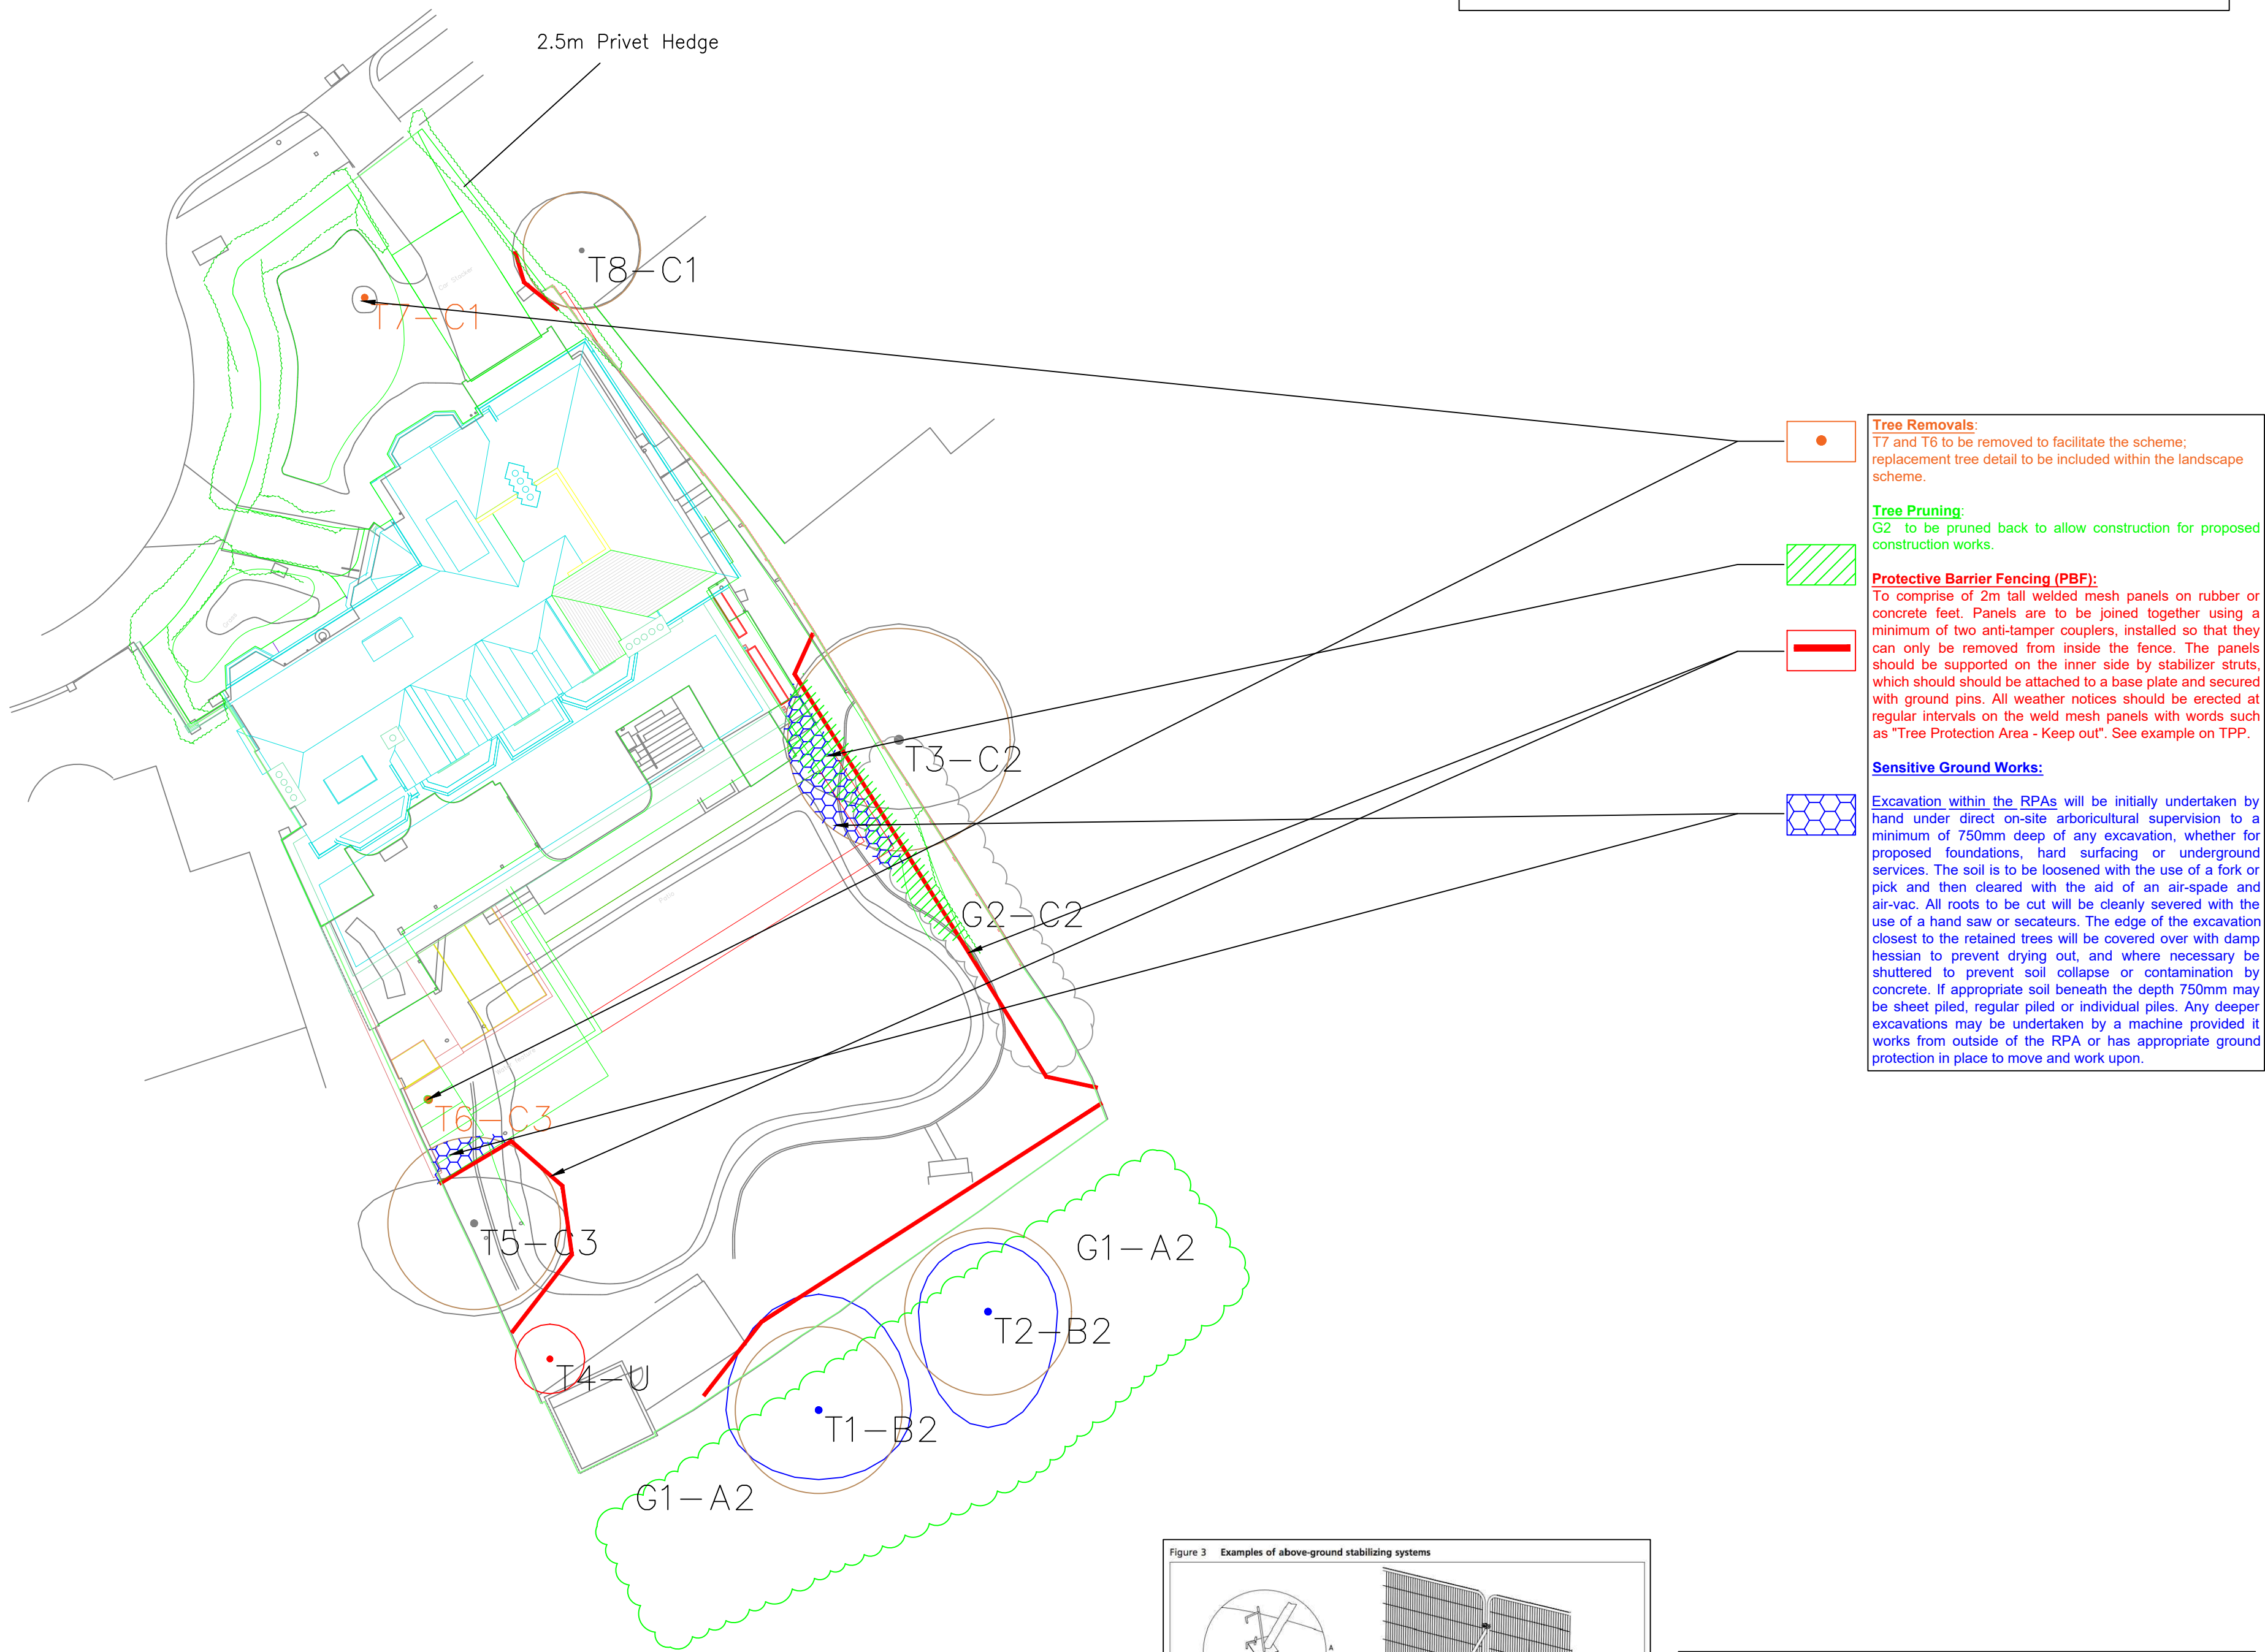 2.5m Privet Hedge
T8-C1
Car Stacker
T7-C1
Drive
T3-C2
Patio
G2-C2
T6-C3
T5-C3
G1-A2
T2-B2
T4-U
T1-B2
G1-A2
Tree Removals:
T7 and T6 to be removed to facilitate the scheme;
replacement tree detail to be included within the landscape
scheme.
Tree Pruning:
G2 to be pruned back to allow construction for proposed
construction works.
Protective Barrier Fencing (PBF):
To comprise of 2m tall welded mesh panels on rubber or
concrete feet. Panels are to be joined together using a
minimum of two anti-tamper couplers, installed so that they
can only be removed from inside the fence. The panels
should be supported on the inner side by stabilizer struts,
which should should be attached to a base plate and secured
with ground pins. All weather notices should be erected at
regular intervals on the weld mesh panels with words such
as "Tree Protection Area - Keep out". See example on TPP.
Sensitive Ground Works:
Excavation within the RPAs will be initially undertaken by
hand under direct on-site arboricultural supervision to a
minimum of 750mm deep of any excavation, whether for
proposed foundations, hard surfacing or underground
services. The soil is to be loosened with the use of a fork or
pick and then cleared with the aid of an air-spade and
air-vac. All roots to be cut will be cleanly severed with the
use of a hand saw or secateurs. The edge of the excavation
closest to the retained trees will be covered over with damp
hessian to prevent drying out, and where necessary be
shuttered to prevent soil collapse or contamination by
concrete. If appropriate soil beneath the depth 750mm may
be sheet piled, regular piled or individual piles. Any deeper
excavations may be undertaken by a machine provided it
works from outside of the RPA or has appropriate ground
protection in place to move and work upon.
Figure 3 Examples of above-ground stabilizing systems
A